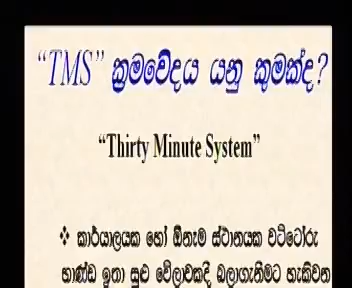 “TMS” ක්‍රමවේදය යනු කුමක්ද?
“Thirty Minute System”
❖ කාර්යාලයක හෝ ඕනෑම ස්ථානයක වටිටෝරු
භාණ්ඩ ඉතා සුළු වේලාවකදී බලාගැනීමට හැකිවන